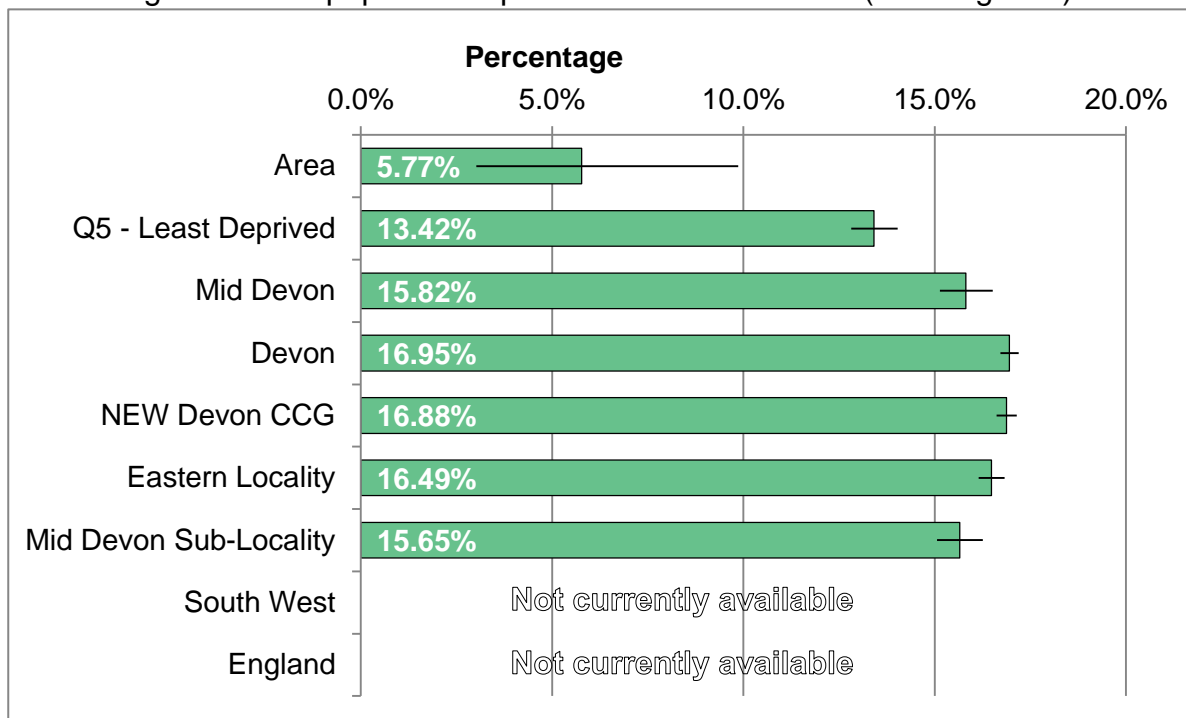 Percentage
0.0% 5.0% 10.0% 15.0% 20.0%
Area 5.77%
Q5 - Least Deprived 13.42%
Mid Devon 15.82%
Devon 16.95%
NEW Devon CCG 16.88%
Eastern Locality 16.49%
Mid Devon Sub-Locality 15.65%
South West Not currently available
England Not currently available